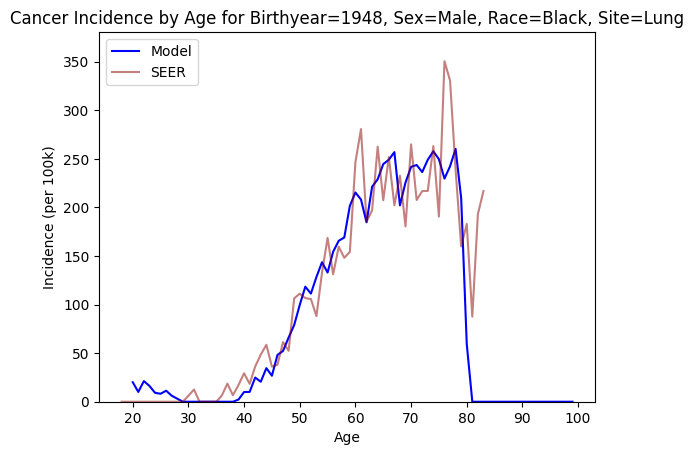 Cancer Incidence by Age for Birthyear=1948, Sex=Male, Race=Black, Site=Lung
Model
SEER
350
300
250
200
150
100
50
0
Incidence (per 100k)
20 30 40 50 60 70 80 90 100
Age